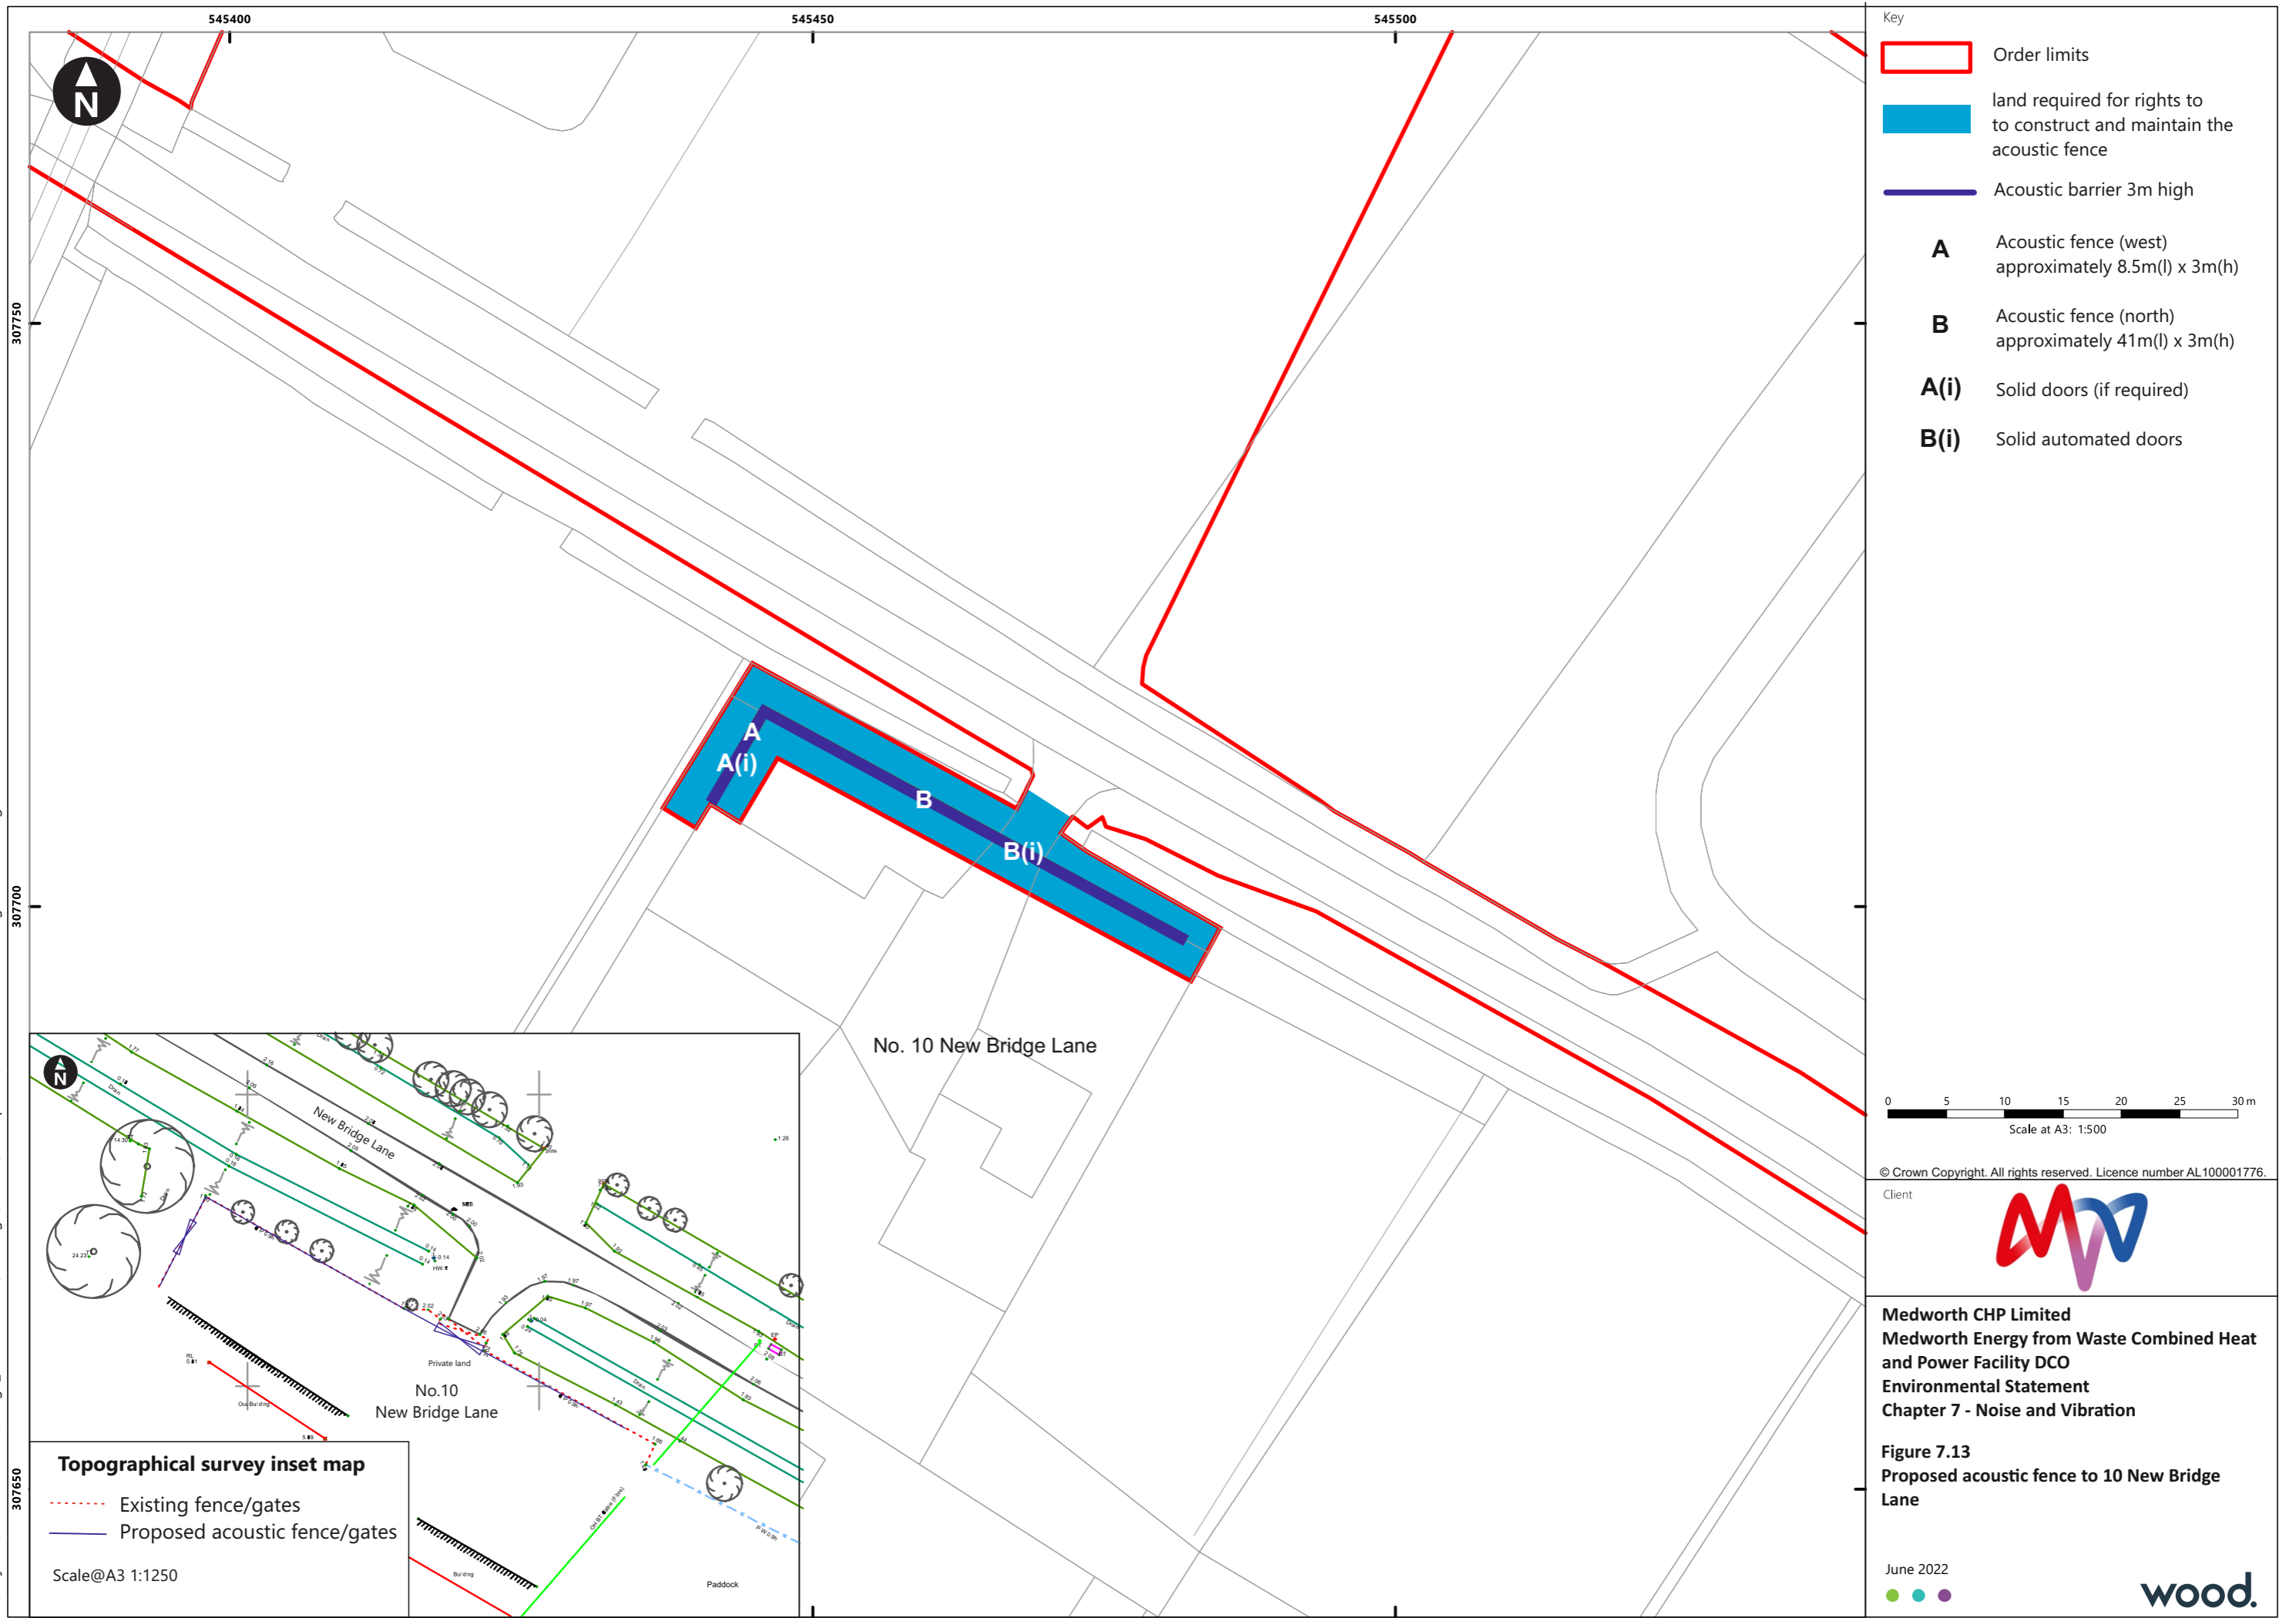 545400
545450
545500
307750
307700
307650
N
A
A(i)
B
B(i)
No. 10 New Bridge Lane
Key
Order limits
land required for rights to
to construct and maintain the
acoustic fence
Acoustic barrier 3m high
A
Acoustic fence (west)
approximately 8.5m(l) x 3m(h)
B
Acoustic fence (north)
approximately 41m(l) x 3m(h)
A(i)
Solid doors (if required)
B(i)
Solid automated doors
0 5 10 15 20 25 30 m
Scale at A3: 1:500
© Crown Copyright. All rights reserved. Licence number AL100001776.
Client
Medworth CHP Limited
Medworth Energy from Waste Combined Heat
and Power Facility DCO
Environmental Statement
Chapter 7 - Noise and Vibration
Figure 7.13
Proposed acoustic fence to 10 New Bridge
Lane
June 2022
wood.
N
New Bridge Lane
Drain
Drain
Drain
Drain
Private land
No.10
New Bridge Lane
Building
Paddock
Topographical survey inset map
Existing fence/gates
Proposed acoustic fence/gates
Scale@A3 1:1250